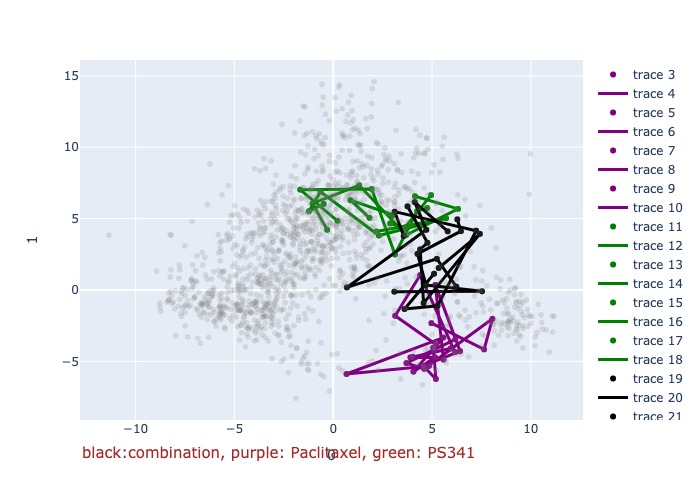 15
10
5
0
−5
1
−10
−5
0
5
10
0
black:combination, purple: Paclitaxel, green: PS341
trace 3
trace 4
trace 5
trace 6
trace 7
trace 8
trace 9
trace 10
trace 11
trace 12
trace 13
trace 14
trace 15
trace 16
trace 17
trace 18
trace 19
trace 20
trace 21